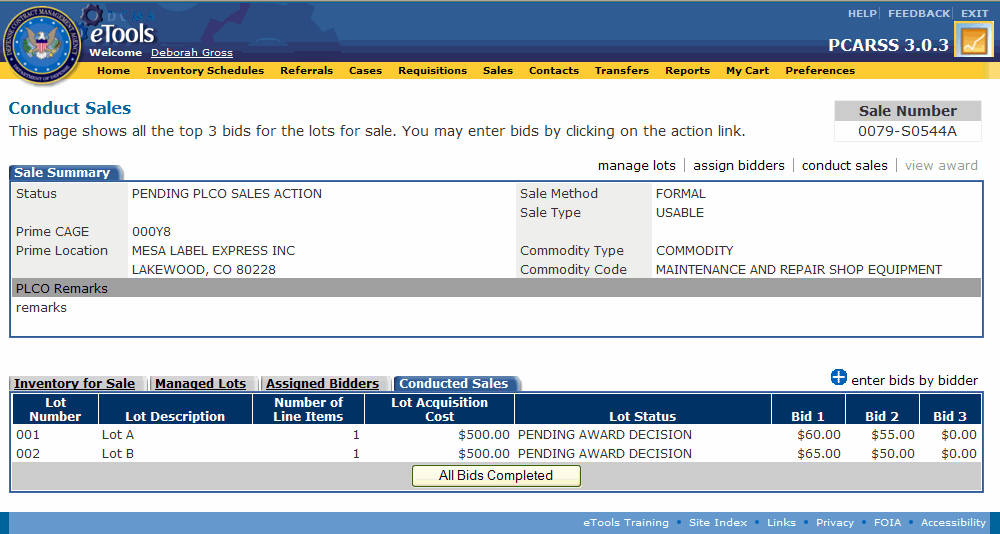 HELP FEEDBACK EXIT
eTools
Welcome Deborah Gross
PCARSS 3.0.3
Home Inventory Schedules Referrals Cases Requisitions Sales Contacts Transfers Reports My Cart Preferences
Conduct Sales
This page shows all the top 3 bids for the lots for sale. You may enter bids by clicking on the action link.
Sale Number
0079-S0544A
manage lots | assign bidders | conduct sales | view award
Sale Summary
Status PENDING PLCO SALES ACTION Sale Method FORMAL
Sale Type USABLE
Prime CAGE 000Y8
Prime Location MESA LABEL EXPRESS INC Commodity Type COMMODITY
LAKEWOOD, CO 80228 Commodity Code MAINTENANCE AND REPAIR SHOP EQUIPMENT
PLCO Remarks
remarks
Inventory for Sale Managed Lots Assigned Bidders Conducted Sales enter bids by bidder
Lot Number Lot Description Number of Line Items Lot Acquisition Cost Lot Status Bid 1 Bid 2 Bid 3
001 Lot A 1 $500.00 PENDING AWARD DECISION $60.00 $55.00 $0.00
002 Lot B 1 $500.00 PENDING AWARD DECISION $65.00 $50.00 $0.00
All Bids Completed
eTools Training • Site Index • Links • Privacy • FOIA • Accessibility